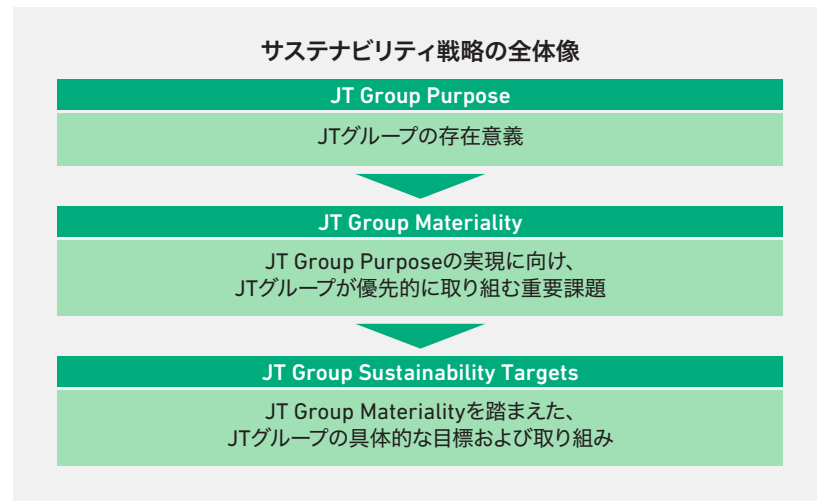 サステナビリティ戦略の全体像
JT Group Purpose
JTグループの存在意義
JT Group Materiality
JT Group Purposeの実現に向け、
JTグループが優先的に取り組む重要課題
JT Group Sustainability Targets
JT Group Materialityを踏まえた、
JTグループの具体的な目標および取り組み